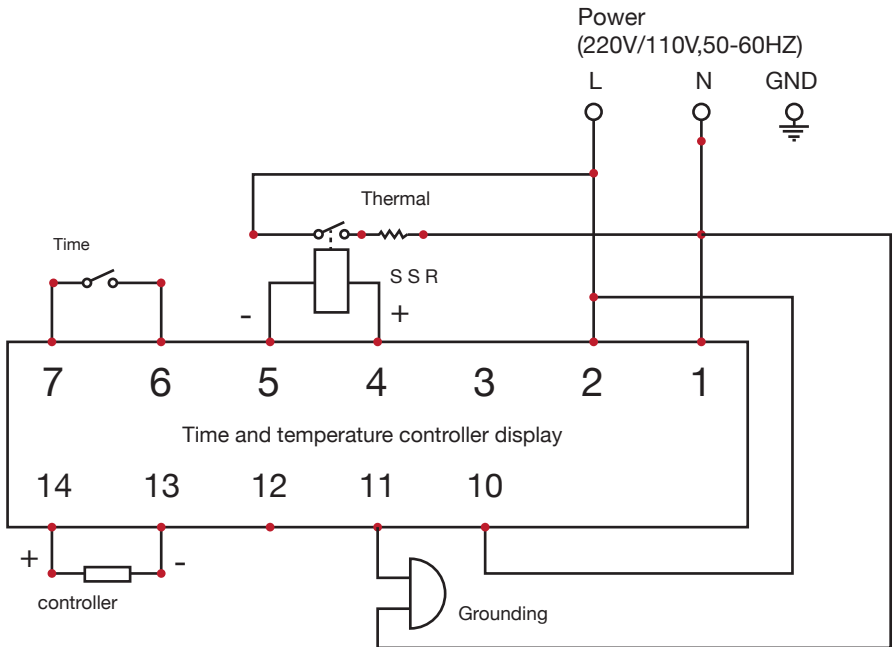 Power
(220V/110V,50-60HZ)
L N GND
Thermal
Time
S S R
- +
7 6 5 4 3 2 1
Time and temperature controller display
14 13 12 11 10
+ -
controller
Grounding